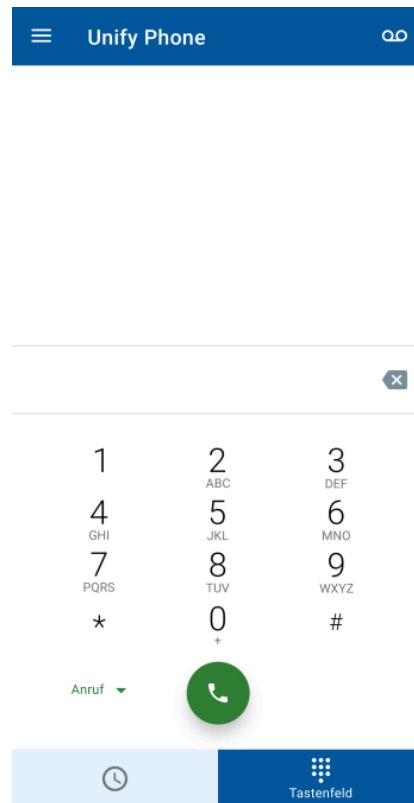 Unify Phone
1 2 3
ABC DEF
4 5 6
GHI JKL MNO
7 8 9
PQRS TUV WXYZ
* 0 #
+
Anruf
Tastenfeld